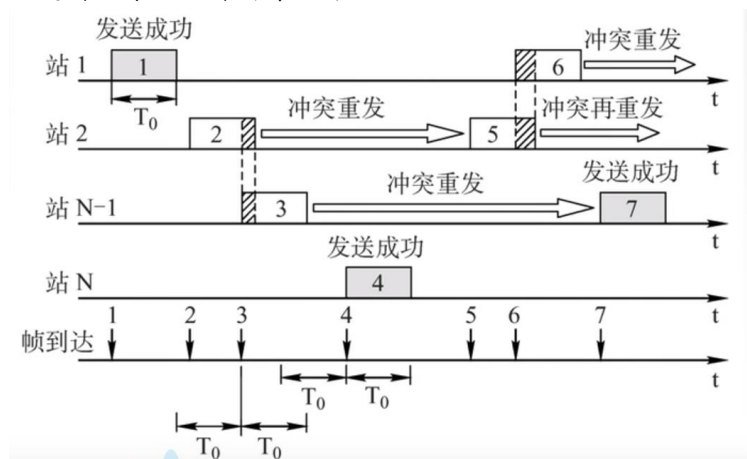 发送成功
站 1
1
6
冲突重发
t
T0
站 2
2
冲突重发
5
冲突再重发
t
站 N-1
3
冲突重发
发送成功
7
t
站 N
发送成功
4
t
帧到达
1 2 3 4 5 6 7
t
T0 T0
T0 T0